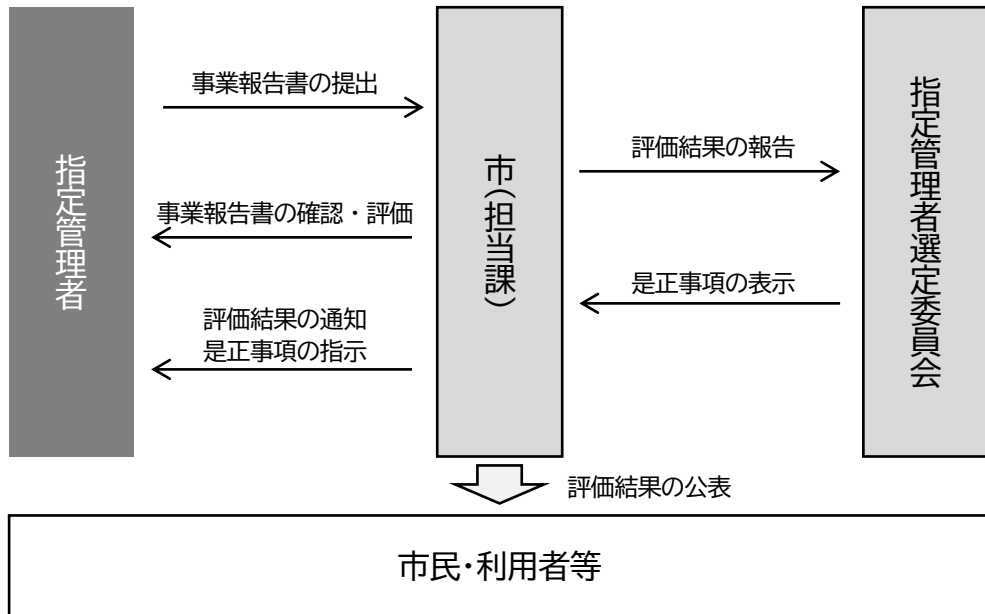 指定管理者
事業報告書の提出
事業報告書の確認・評価
評価結果の通知
是正事項の指示
市(担当課)
評価結果の報告
是正事項の表示
指定管理者選定委員会
評価結果の公表
市民・利用者等